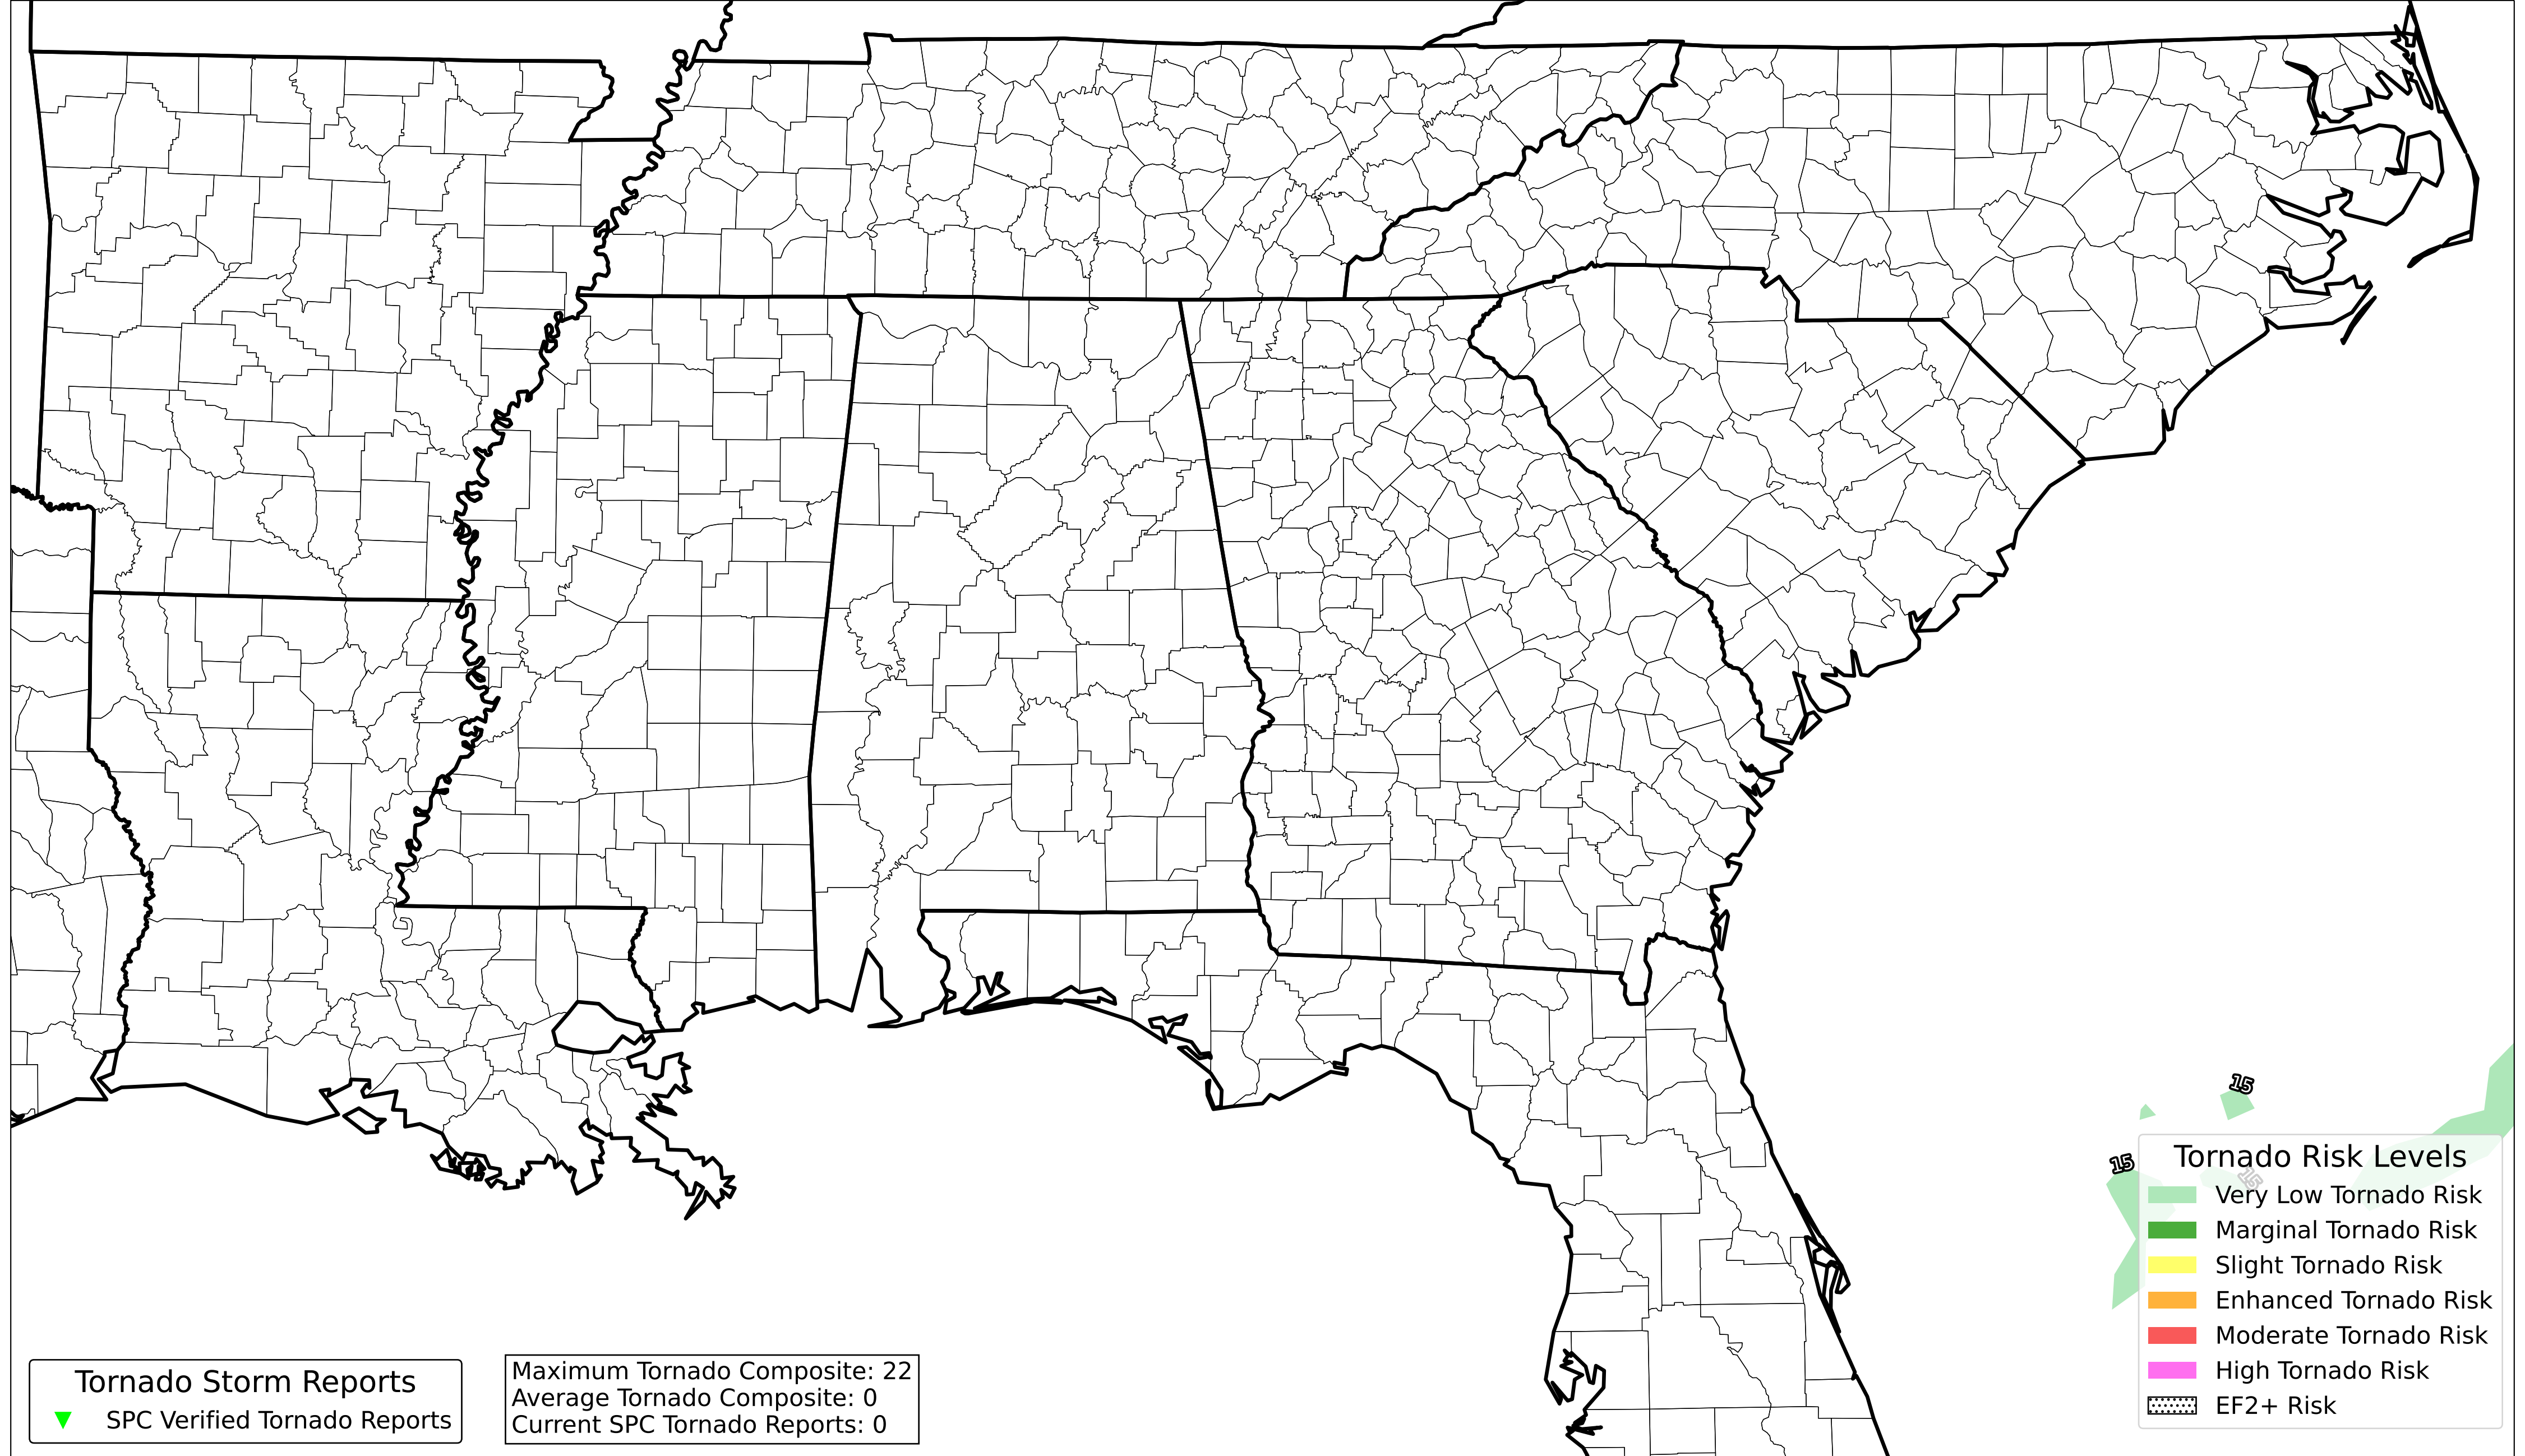 15
15
15
Tornado Risk Levels
Very Low Tornado Risk
Marginal Tornado Risk
Slight Tornado Risk
Enhanced Tornado Risk
Moderate Tornado Risk
High Tornado Risk
EF2+ Risk
Tornado Storm Reports
SPC Verified Tornado Reports
Maximum Tornado Composite: 22
Average Tornado Composite: 0
Current SPC Tornado Reports: 0